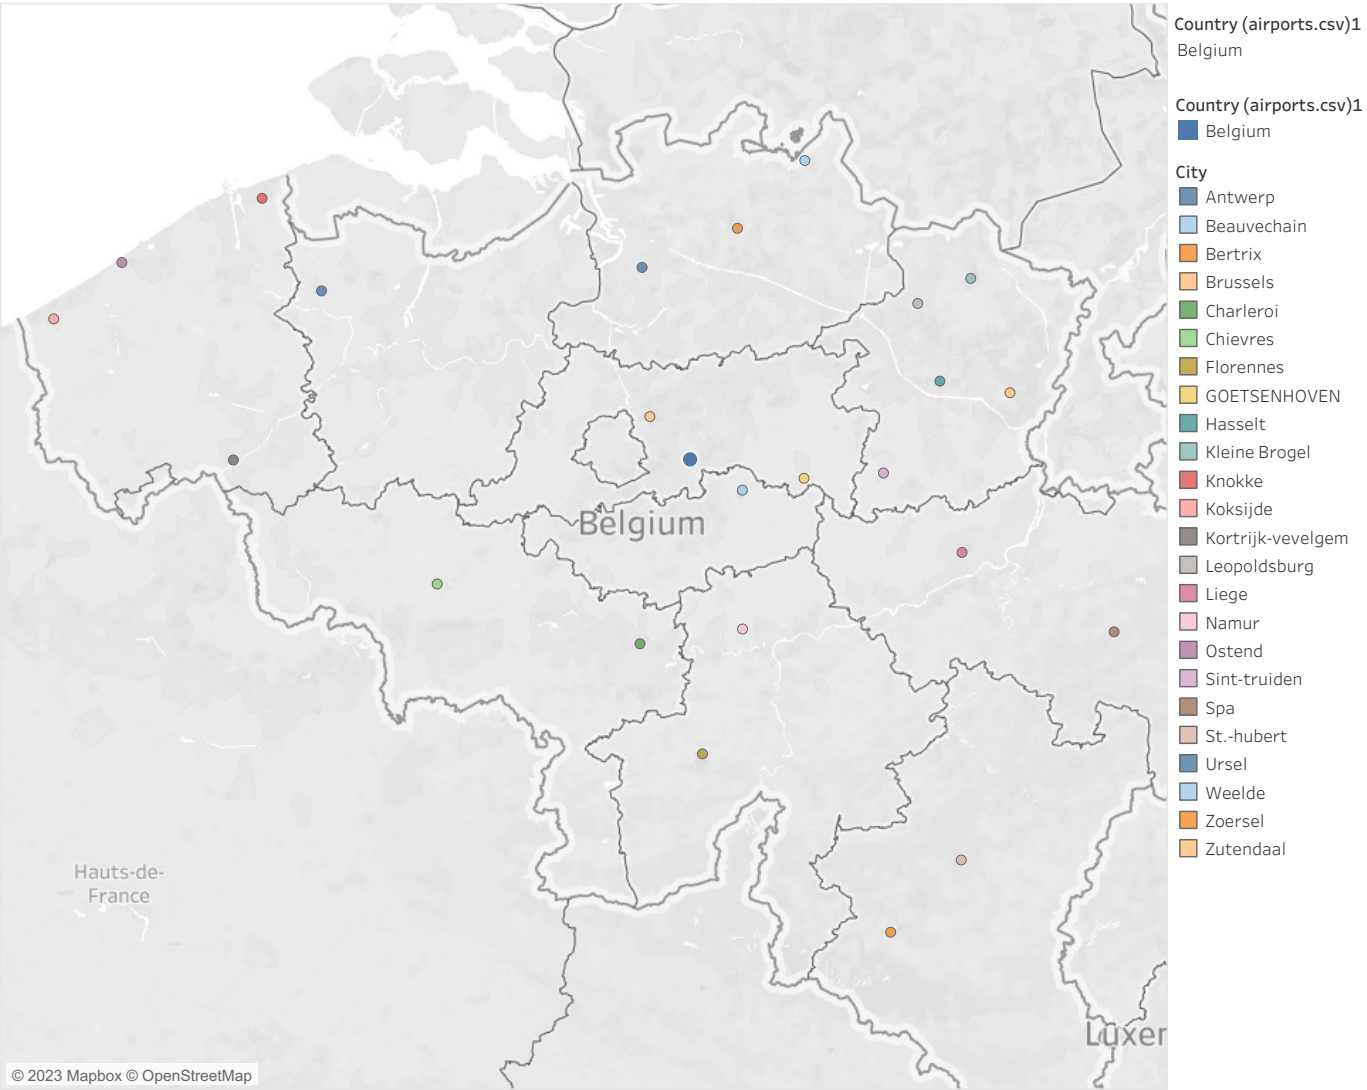 Country (airports.csv)1
Belgium
Country (airports.csv)1
Belgium
City
Antwerp
Beauvechain
Bertrix
Brussels
Charleroi
Chievres
Florennes
GOETSENHOVEN
Hasselt
Kleine Brogel
Knokke
Koksijde
Kortrijk-vevelgem
Leopoldsburg
Liege
Namur
Ostend
Sint-truiden
Spa
St.-hubert
Ursel
Weelde
Zoersel
Zutendaal
Belgium
Hauts-de-
France
Luxer
© 2023 Mapbox © OpenStreetMap